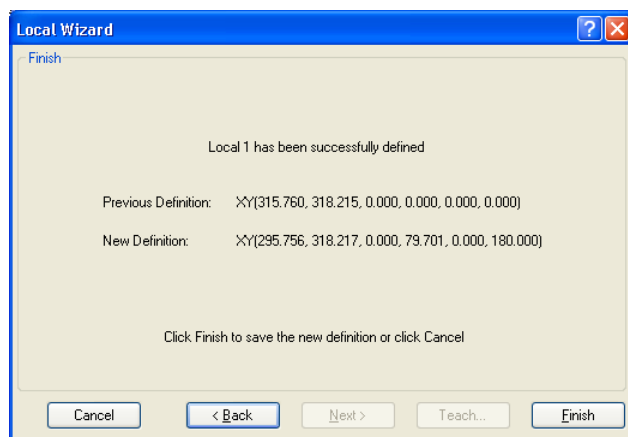 Local Wizard
Finish
Local 1 has been successfully defined
Previous Definition: XY(315.760, 318.215, 0.000, 0.000, 0.000, 0.000)
New Definition: XY(295.756, 318.217, 0.000, 79.701, 0.000, 180.000)
Click Finish to save the new definition or click Cancel
Cancel < Back Next > Teach... Finish